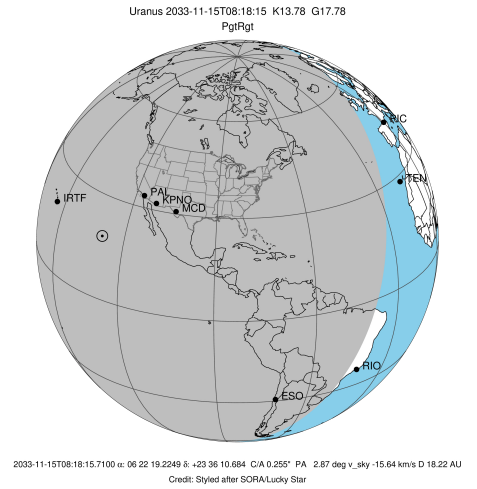 Uranus 2033-11-15T08:18:15 K13.78 G17.78
PgtRgt
PIC
TEN
IRTF
PAL
KPNO
MCD
RIO
ESO
2033-11-15T08:18:15.7100 α: 06 22 19.2249 δ: +23 36 10.684 C/A 0.255" PA 2.87 deg v_sky -15.64 km/s D 18.22 AU
Credit: Styled after SORA/Lucky Star